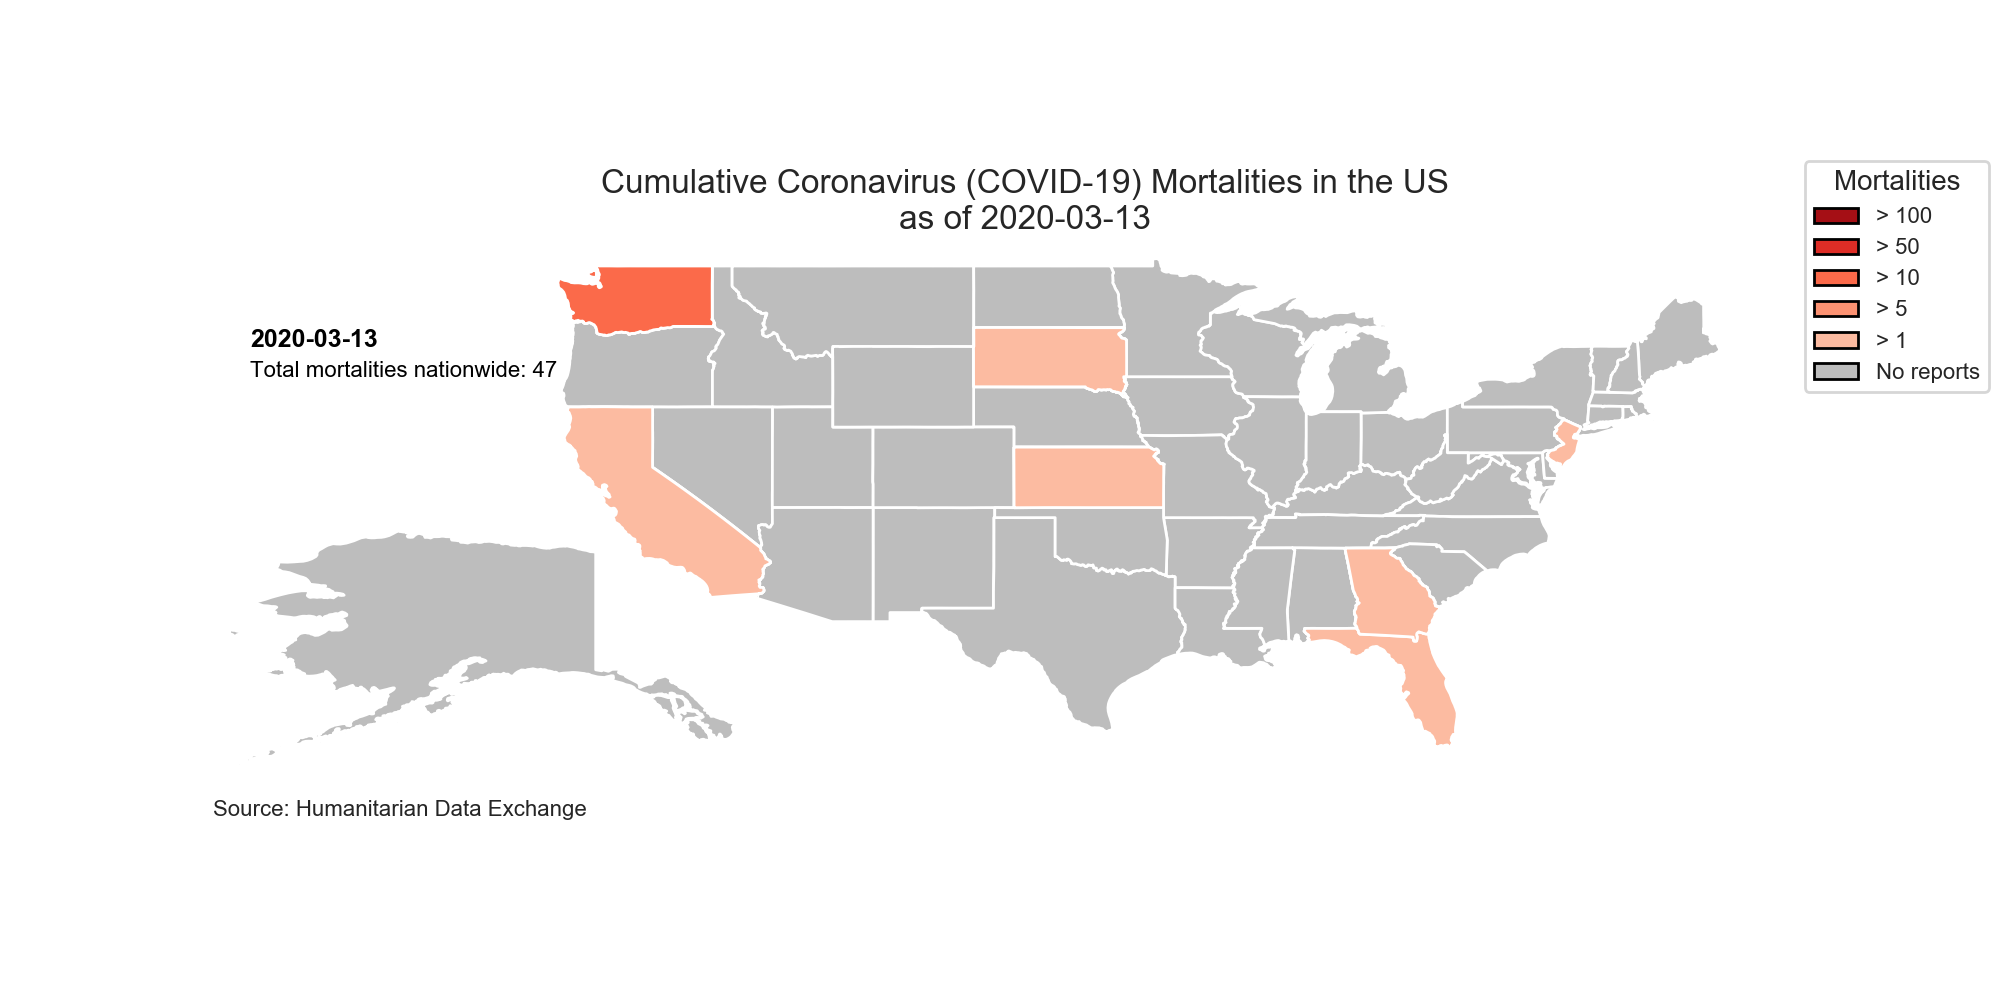 Cumulative Coronavirus (COVID-19) Mortalities in the US
as of 2020-03-13
Mortalities
> 100
> 50
> 10
> 5
> 1
No reports
2020-03-13
Total mortalities nationwide: 47
Source: Humanitarian Data Exchange